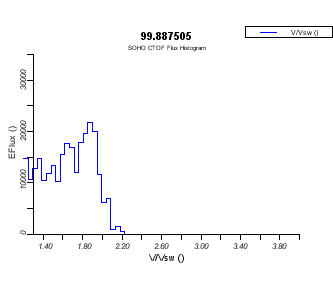 99.887505
SOHO CTOF Flux Histogram
V/Vsw ()
EFlux ()
30000
20000
10000
0
1.40 1.80 2.20 2.60 3.00 3.40 3.80
V/Vsw ()